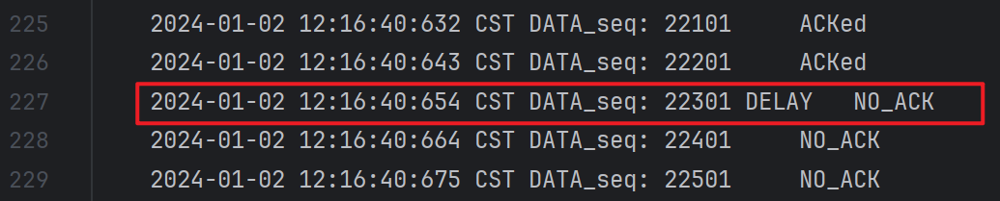 225 2024-01-02 12:16:40:632 CST DATA_seq: 22101 ACKed
226 2024-01-02 12:16:40:643 CST DATA_seq: 22201 ACKed
227 2024-01-02 12:16:40:654 CST DATA_seq: 22301 DELAY NO_ACK
228 2024-01-02 12:16:40:664 CST DATA_seq: 22401 NO_ACK
229 2024-01-02 12:16:40:675 CST DATA_seq: 22501 NO_ACK